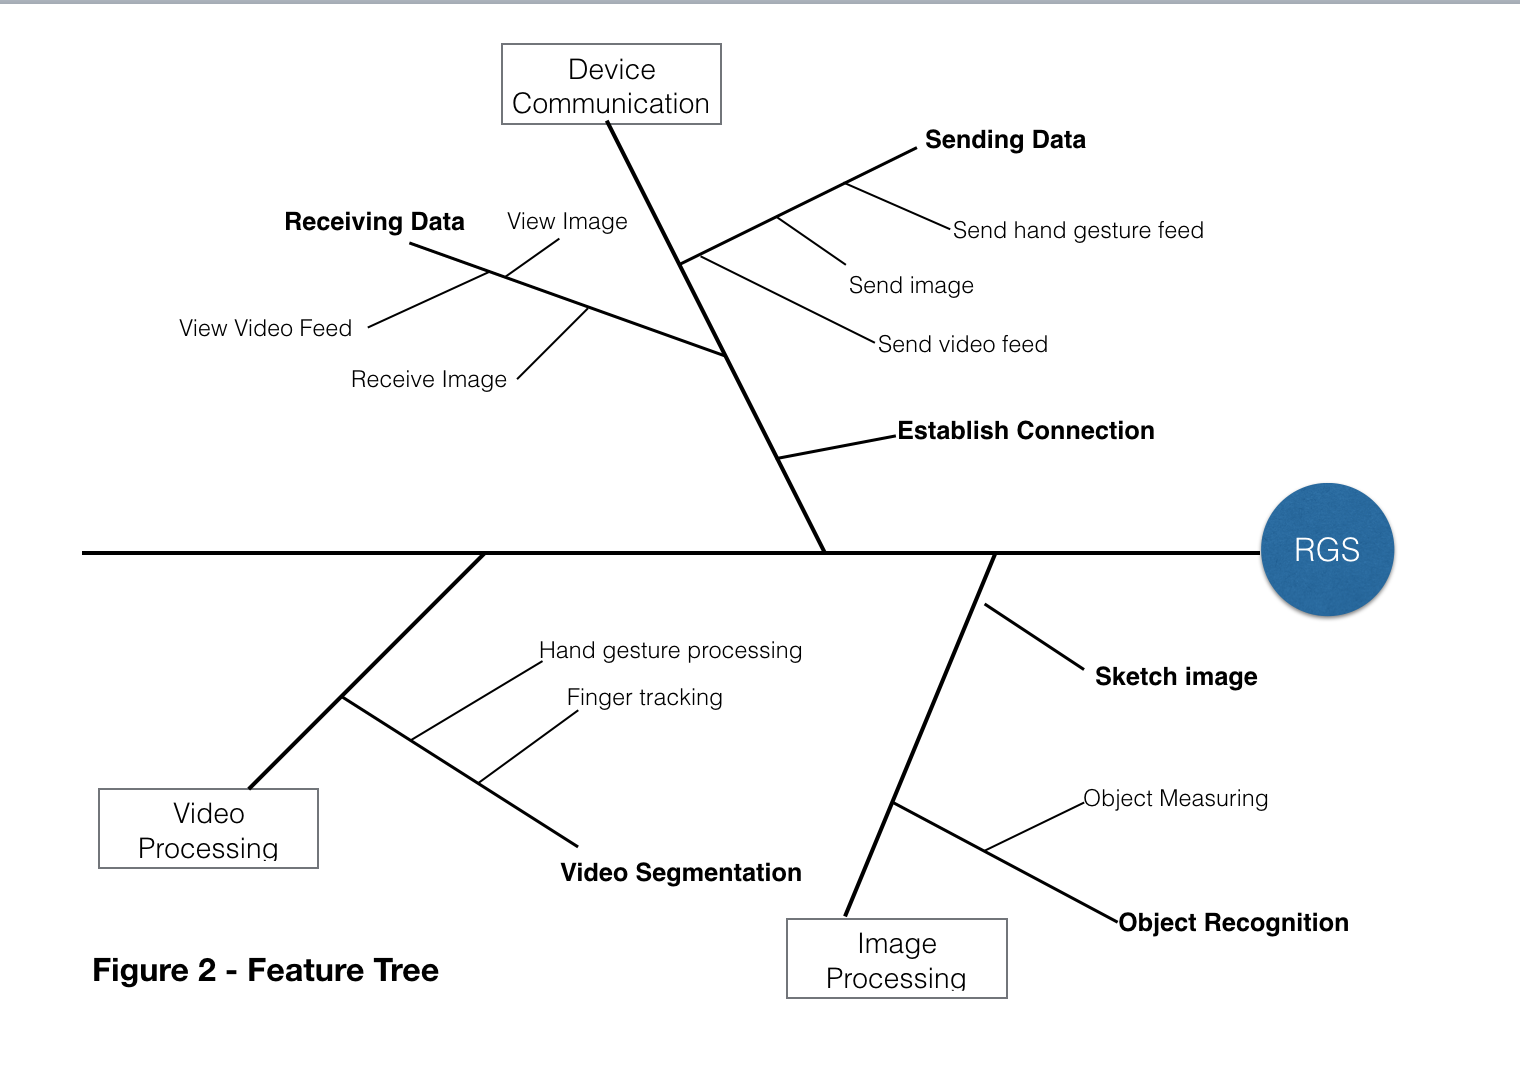 Device
Communication
Sending Data
Receiving Data
View Image
Send hand gesture feed
Send image
View Video Feed
Send video feed
Receive Image
Establish Connection
RGS
Hand gesture processing
Sketch image
Finger tracking
Object Measuring
Video
Processing
Video Segmentation
Object Recognition
Image
Processing
Figure 2 - Feature Tree